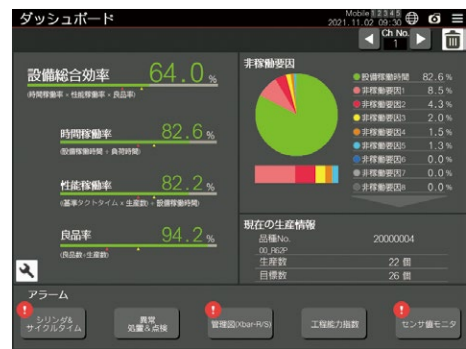 ダッシュボード
Mobile 12345
2021.11.02 09:30
Ch No.
1
設備総合効率 64.0 %
(時間稼働率 × 性能稼働率 × 良品率)
時間稼働率 82.6 %
(設備稼働時間 ÷ 負荷時間)
性能稼働率 82.2 %
(基準タクトタイム × 生産数) ÷ 設備稼働時間)
良品率 94.2 %
(良品数÷生産数)
非稼働要因
設備稼働時間 82.6 %
非稼働要因1 8.5 %
非稼働要因2 4.3 %
非稼働要因3 2.0 %
非稼働要因4 1.5 %
非稼働要因5 1.3 %
非稼働要因6 0.0 %
非稼働要因7 0.0 %
非稼働要因8 0.0 %
現在の生産情報
品種No. 20000004
00_R62P
生産数 22 個
目標数 26 個
アラーム
シリンダ&
サイクルタイム
異常
処置&点検
管理図(Xbar-R/S)
工程能力指数
センサ値モニタ